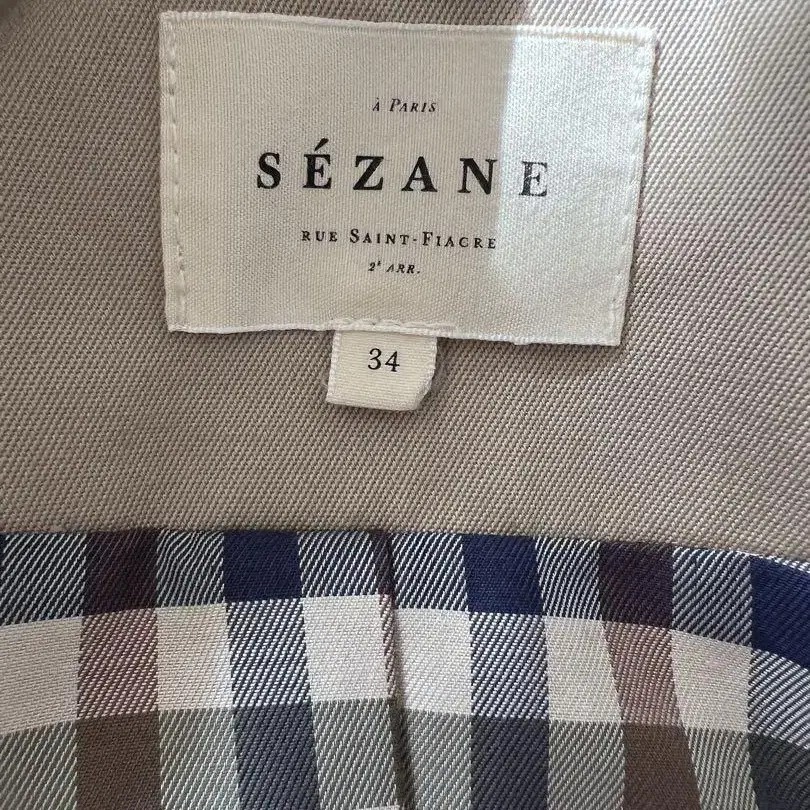 À PARIS
SÉZANE
RUE SAINT-FIACRE
2e ARR.
34